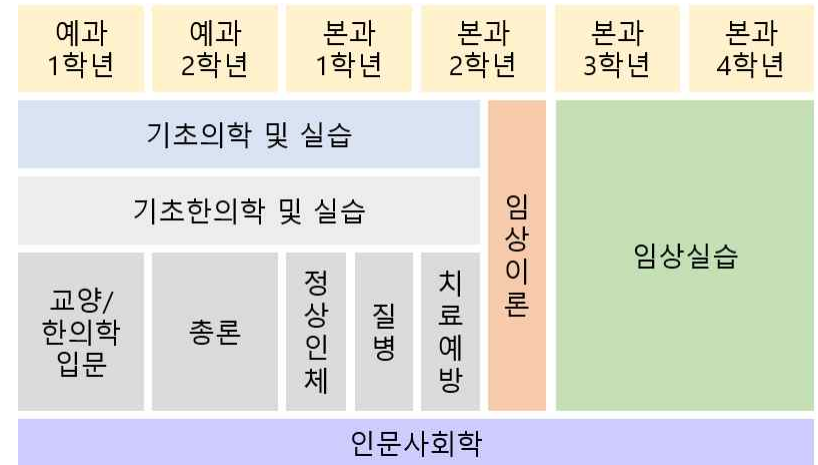 예과
1학년
예과
2학년
본과
1학년
본과
2학년
본과
3학년
본과
4학년
기초의학 및 실습
기초한의학 및 실습
교양/
한의학
입문
총론
정상인체
질병
치료예방
임상이론
임상실습
인문사회학